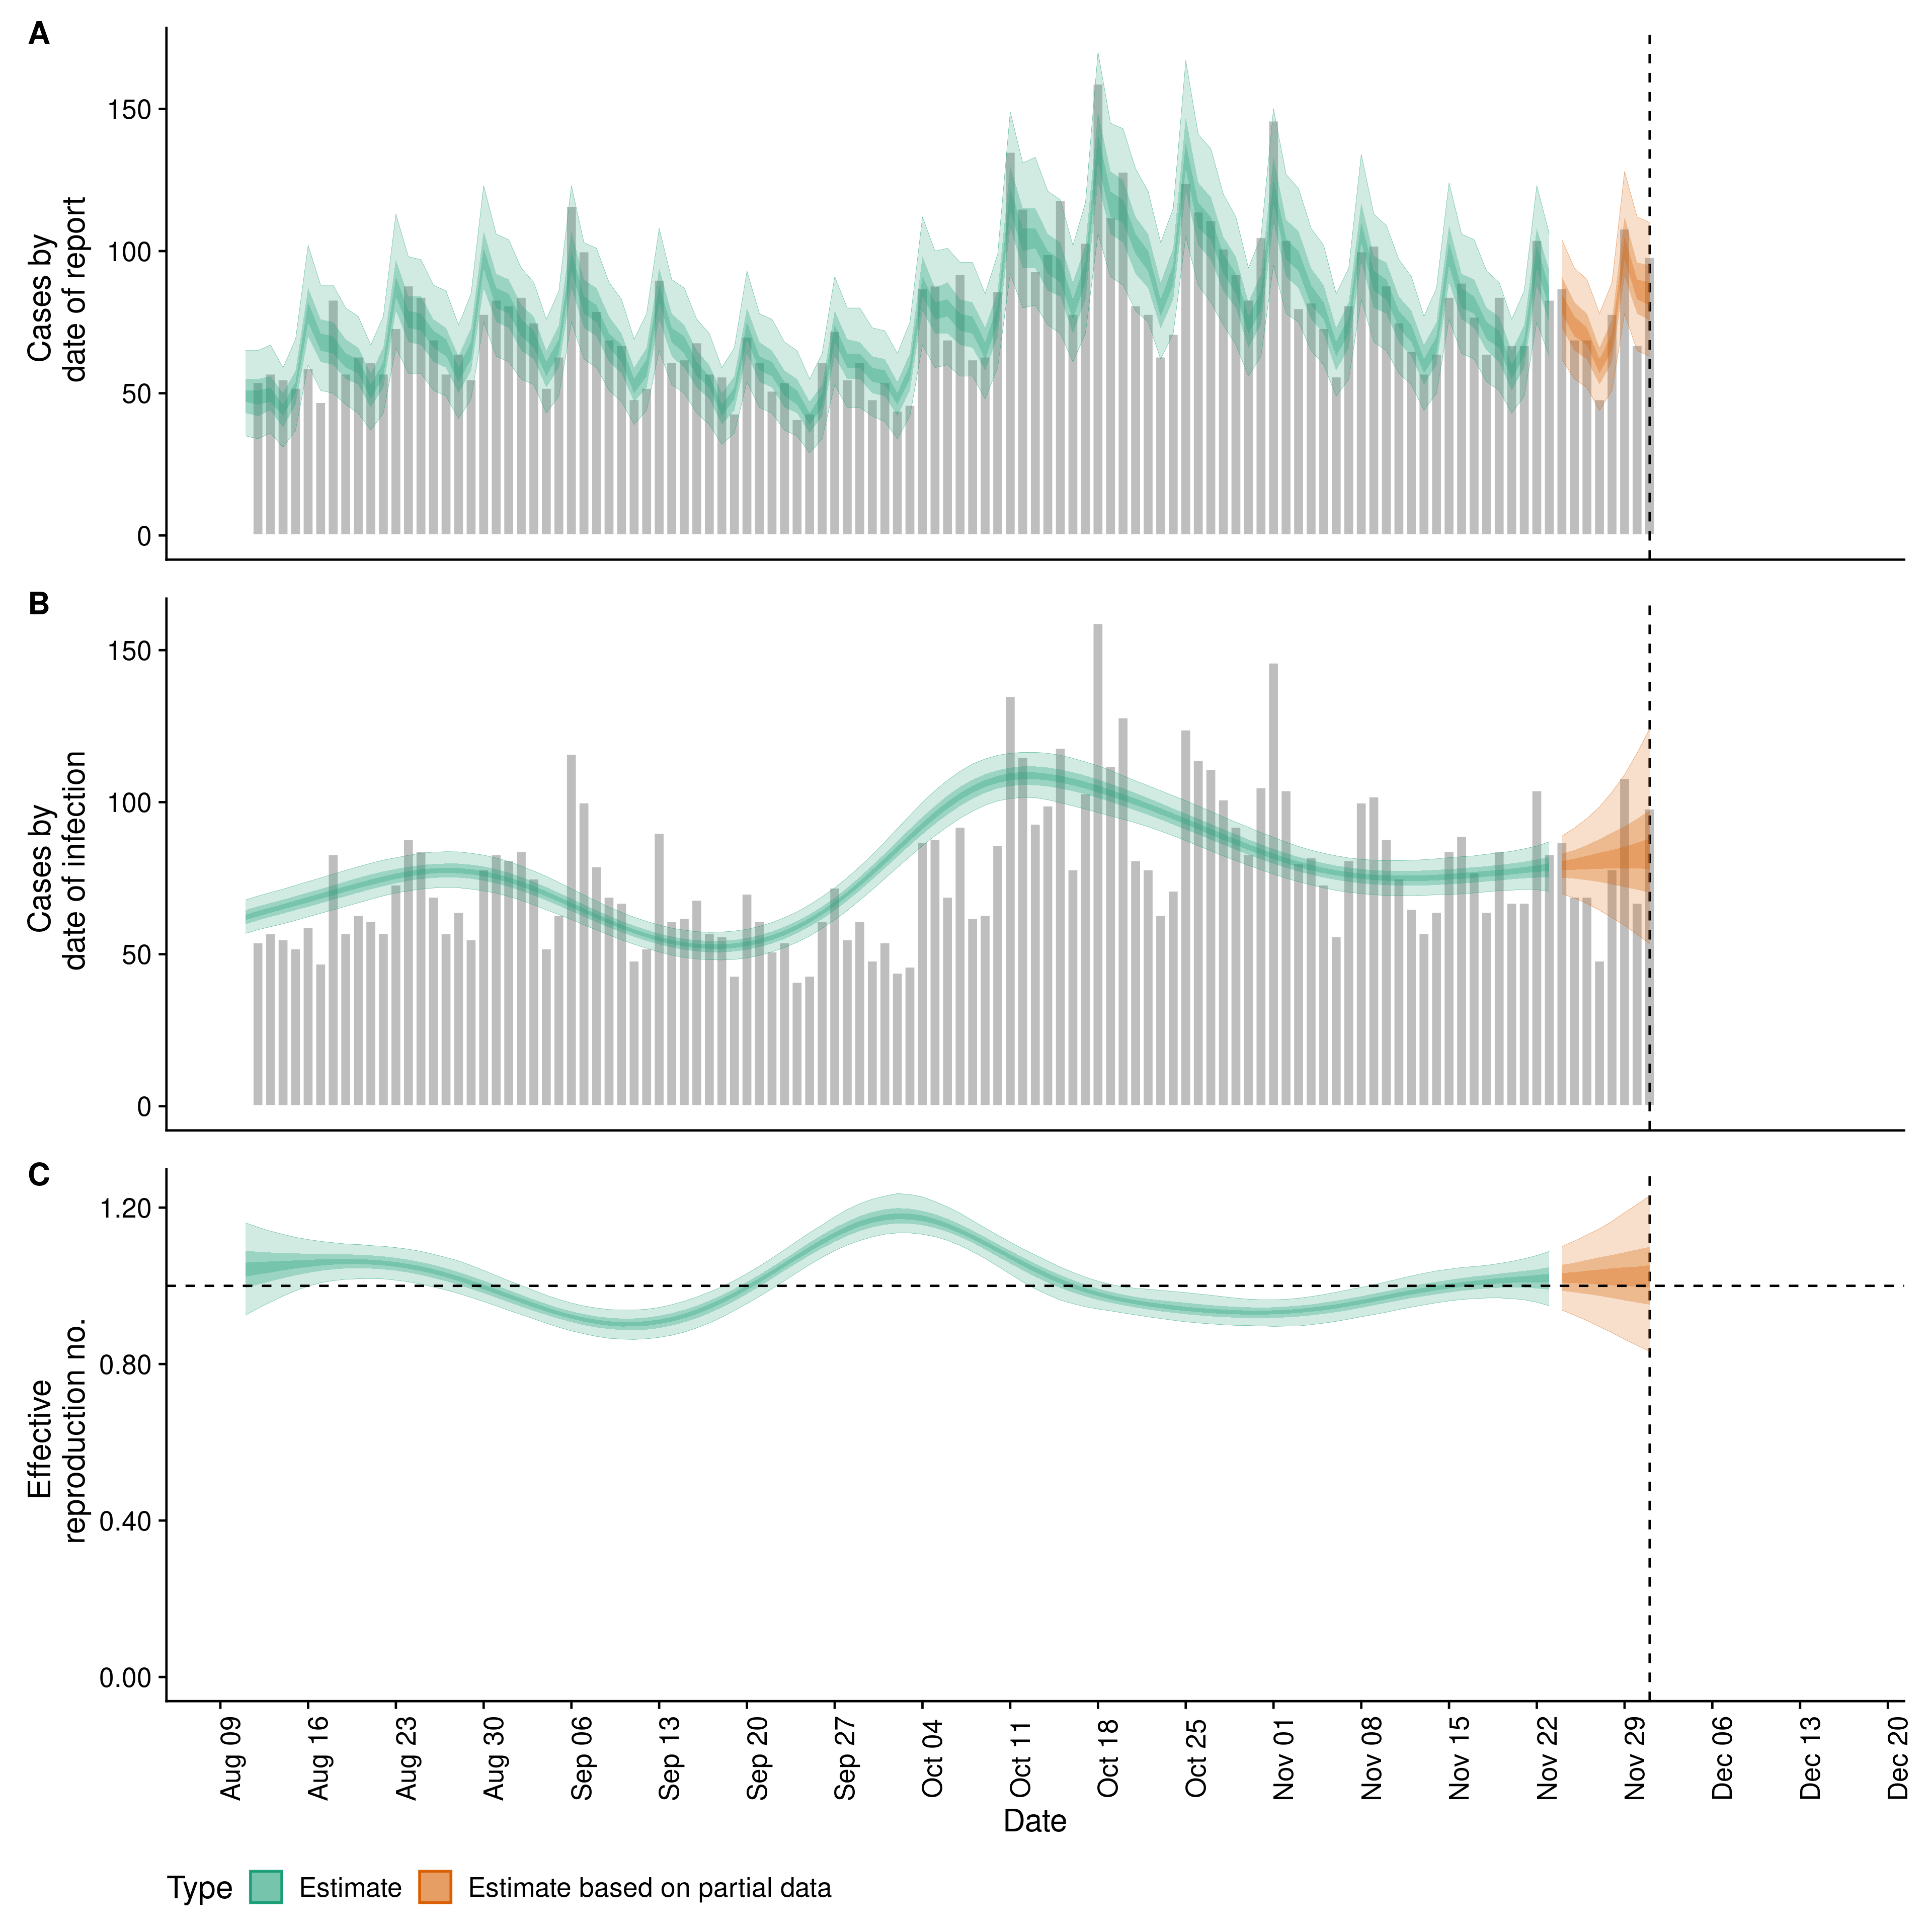 A
Cases by
date of report
150
100
50
0
B
Cases by
date of infection
150
100
50
0
C
Effective
reproduction no.
1.20
0.80
0.40
0.00
Aug 09
Aug 16
Aug 23
Aug 30
Sep 06
Sep 13
Sep 20
Sep 27
Oct 04
Oct 11
Oct 18
Oct 25
Nov 01
Nov 08
Nov 15
Nov 22
Nov 29
Dec 06
Dec 13
Dec 20
Date
Type Estimate Estimate based on partial data